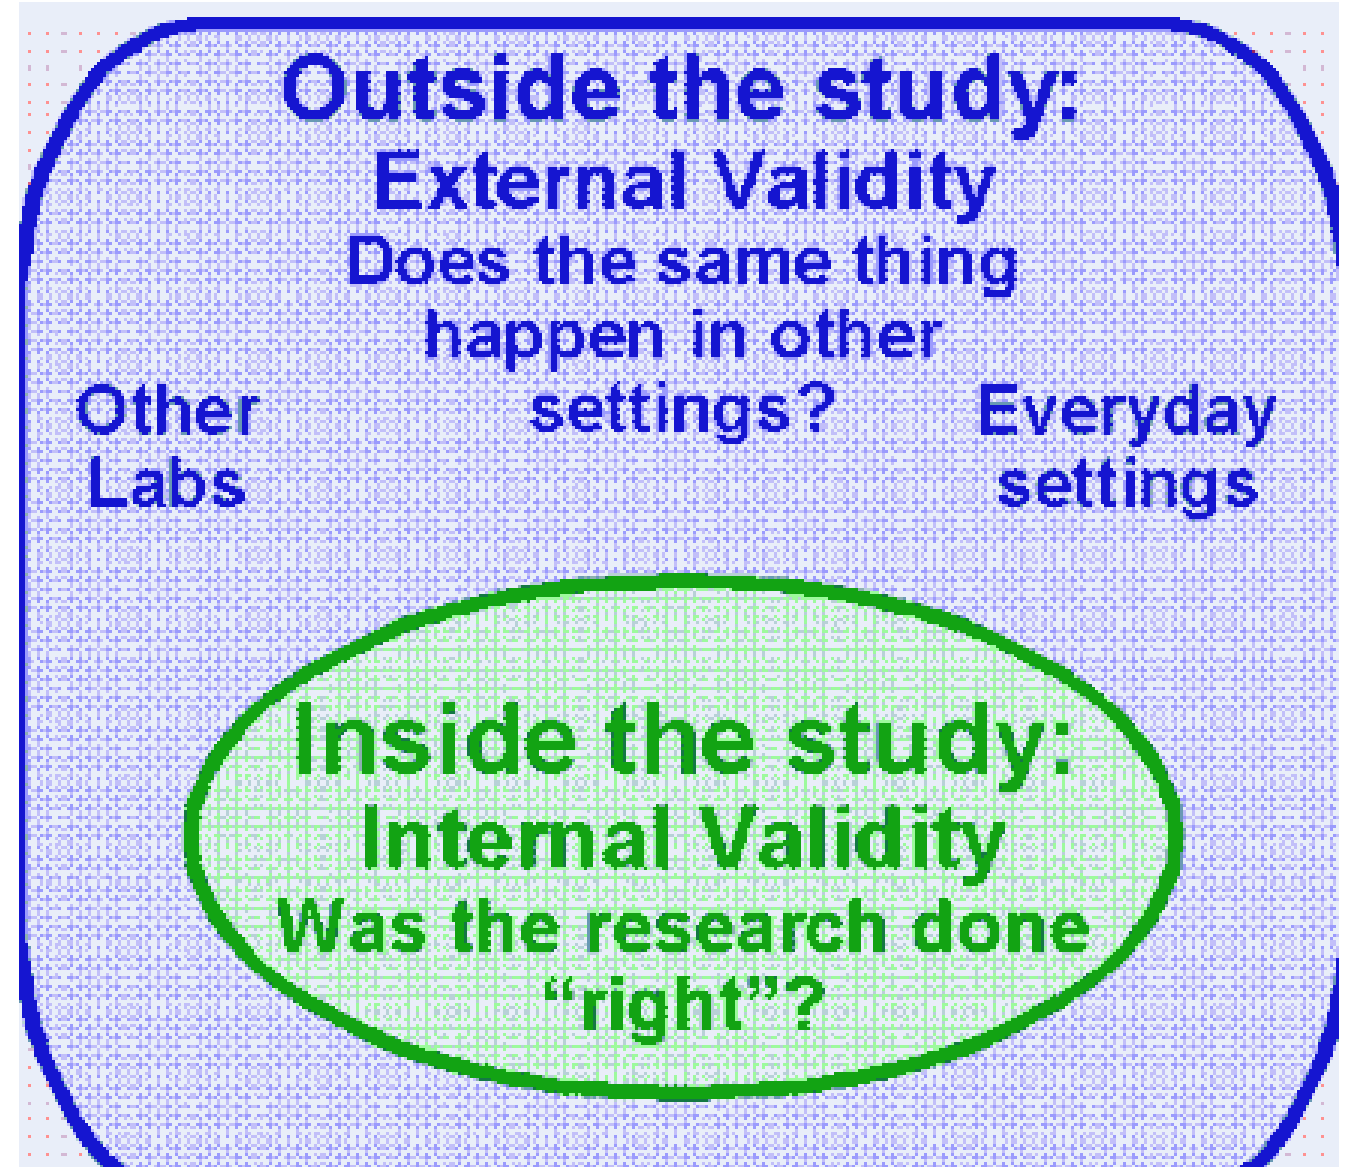 Outside the study:
External Validity
Does the same thing
happen in other
settings?
Other
Labs
Everyday
settings
Inside the study:
Internal Validity
Was the research done
“right”?